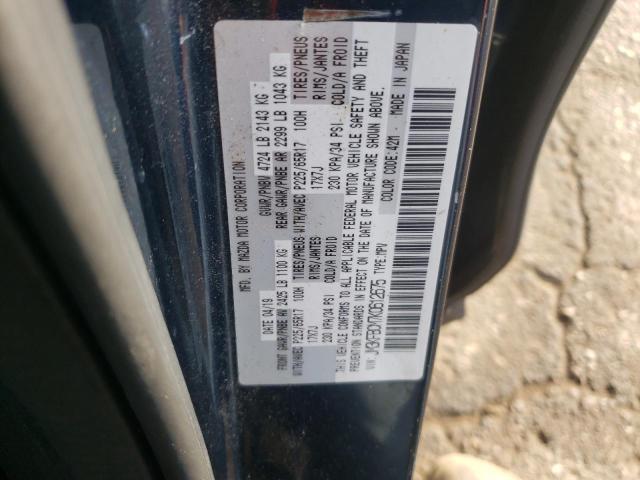 MFD. BY MAZDA MOTOR CORPORATION
DATE 04/19 GVWR/PNBV 4724 LB 2143 KG
FRONT GAWR/PNBE AV 2425 LB 1100 KG REAR GAWR/PNBE AR 2299 LB 1043 KG
WITH/AVEC P225/65R17 100H TIRES/PNEUS WITH/AVEC P225/65R17 100H TIRES/PNEUS
17X7J RIMS/JANTES 17X7J RIMS/JANTES
230 KPA/34 PSI COLD/A FROID 230 KPA/34 PSI COLD/A FROID
THIS VEHICLE CONFORMS TO ALL APPLICABLE FEDERAL MOTOR VEHICLE SAFETY AND THEFT
PREVENTION STANDARDS IN EFFECT ON THE DATE OF MANUFACTURE SHOWN ABOVE.
COLOR CODE:42M MADE IN JAPAN
VIN: TYPE:MPV